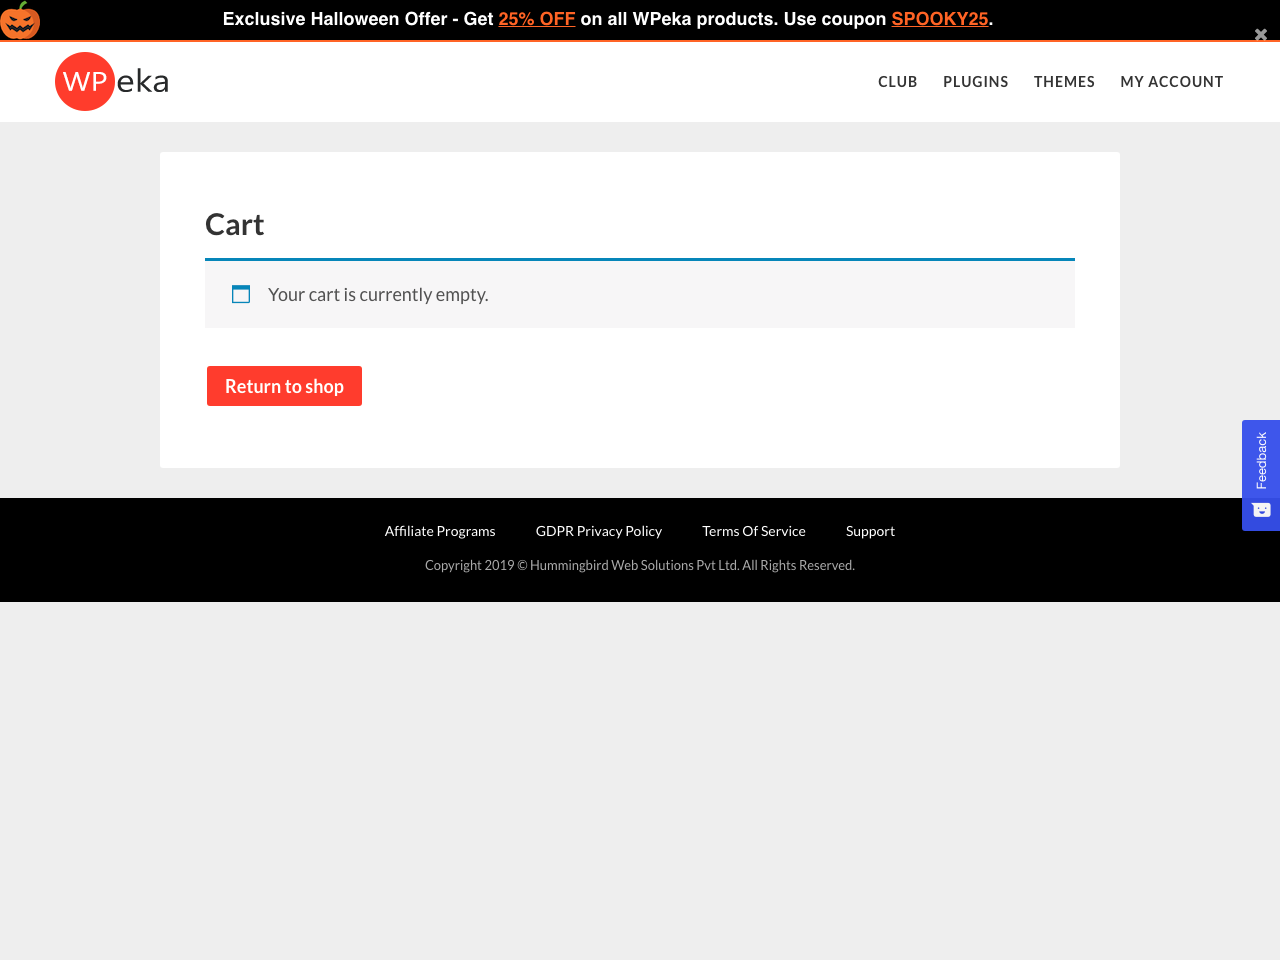 Exclusive Halloween Offer - Get 25% OFF on all WPeka products. Use coupon SPOOKY25.
WPeka
CLUB PLUGINS THEMES MY ACCOUNT
Cart
Your cart is currently empty.
Return to shop
Feedback
Affiliate Programs GDPR Privacy Policy Terms Of Service Support
Copyright 2019 © Hummingbird Web Solutions Pvt Ltd. All Rights Reserved.